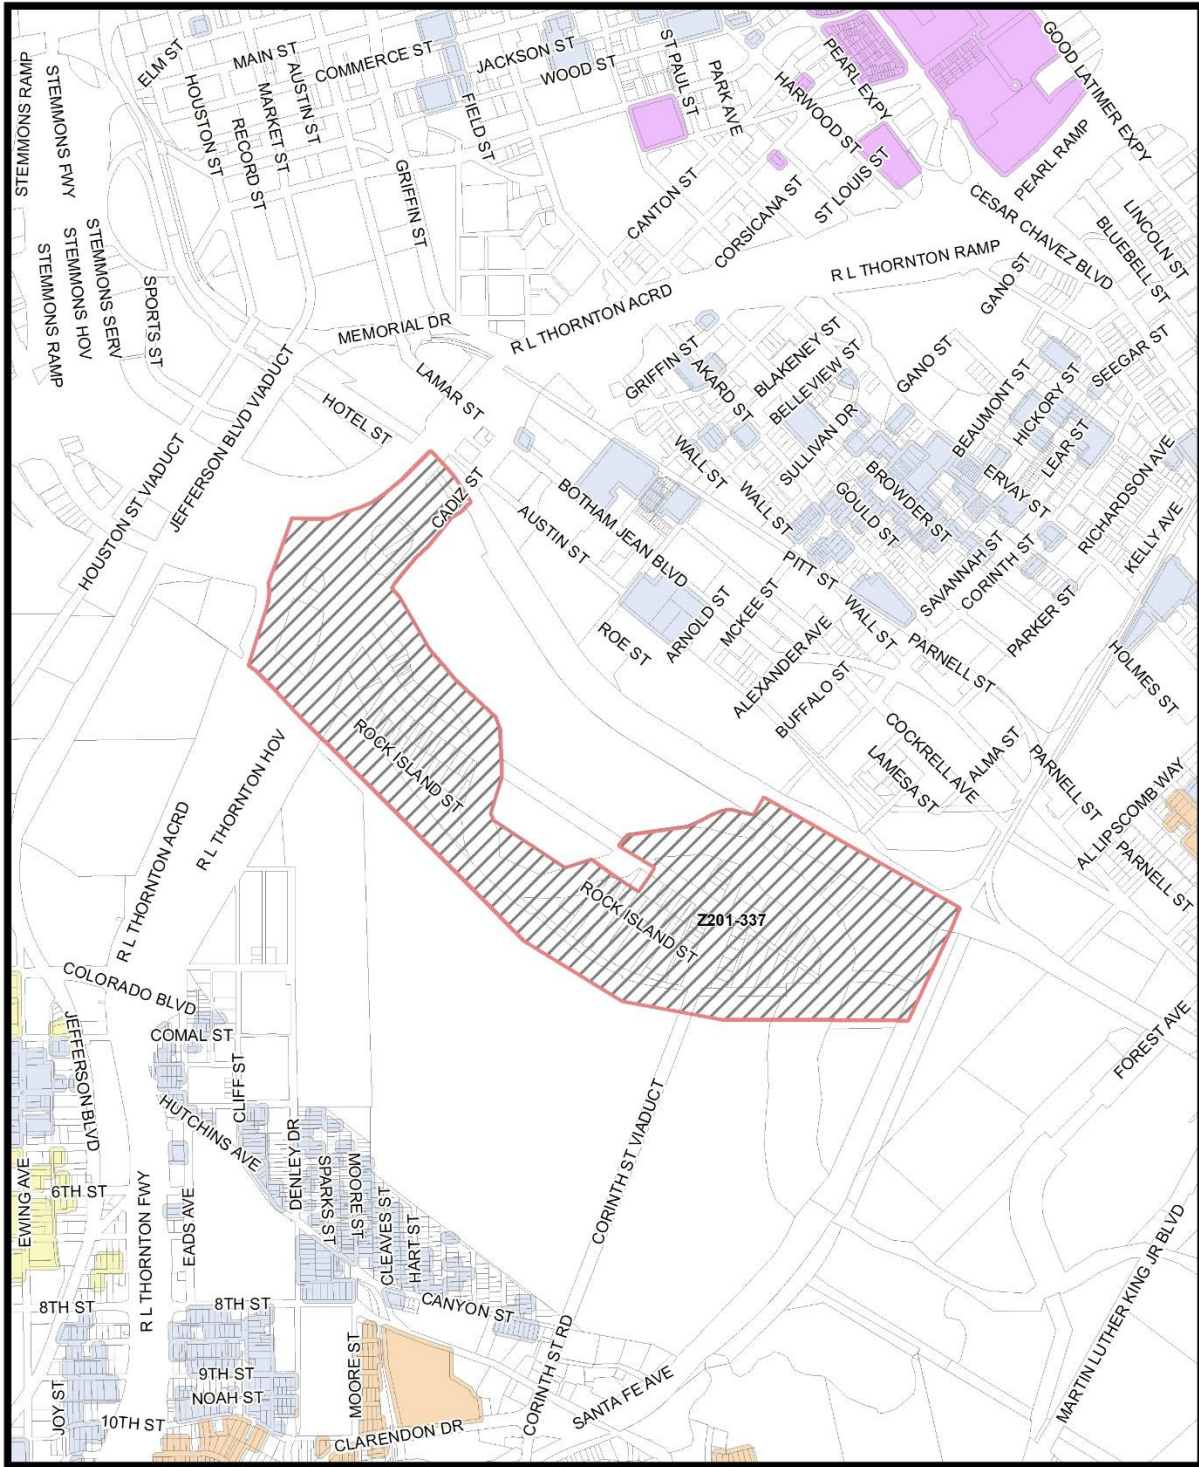 STEMMONS RAMP
STEMMONS FWY
ELM ST
MAIN ST
COMMERCE ST
JACKSON ST
WOOD ST
ST PAUL ST
PARK AVE
PEARL EXPY
HARWOOD ST
GOOD LATIMER EXPY
HOUSTON ST
RECORD ST
MARKET ST
AUSTIN ST
FIELD ST
GRIFFIN ST
CANTON ST
CORSICANA ST
ST LOUIS ST
PEARL RAMP
CESAR CHAVEZ BLVD
LINCOLN ST
BLUEBELL ST
STEMMONS SERV
STEMMONS HOV
STEMMONS RAMP
SPORTS ST
MEMORIAL DR
R L THORNTON ACRD
R L THORNTON RAMP
GANO ST
SEEGAR ST
HOUSTON ST VIADUCT
JEFFERSON BLVD VIADUCT
HOTEL ST
LAMAR ST
CADIZ ST
GRIFFIN ST
AKARD ST
BLAKENEY ST
BELLEVIEW ST
SULLIVAN DR
GANO ST
BEAUMONT ST
HICKORY ST
LEAR ST
ERVAY ST
RICHARDSON AVE
KELLY AVE
WALL ST
WALL ST
BROWDER ST
GOULD ST
BOTHAM JEAN BLVD
AUSTIN ST
PITT ST
SAVANNAH ST
CORINTH ST
PARKER ST
HOLMES ST
ROE ST
ARNOLD ST
MCKEE ST
WALL ST
ALEXANDER AVE
BUFFALO ST
PARNELL ST
COCKRELL AVE
LAMESA ST
ALMA ST
PARNELL ST
AL LIPSCOMB WAY
PARNELL ST
ROCK ISLAND ST
R L THORNTON HOV
R L THORNTON ACRD
ROCK ISLAND ST
Z201-337
COLORADO BLVD
JEFFERSON BLVD
COMAL ST
CLIFF ST
HUTCHINS AVE
DENLEY DR
SPARKS ST
MOORE ST
CLEAVES ST
HART ST
EWING AVE
6TH ST
R L THORNTON FWY
EADS AVE
8TH ST
8TH ST
CANYON ST
CORINTH ST VIADUCT
FOREST AVE
MARTIN LUTHER KING JR BLVD
JOY ST
9TH ST
NOAH ST
10TH ST
MOORE ST
CLARENDON DR
CORINTH ST RD
SANTA FE AVE